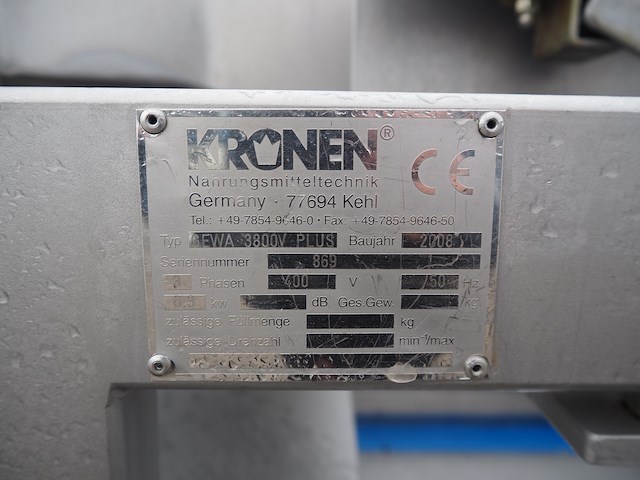 KRONEN®
CE
Nahrungsmitteltechnik
Germany · 77694 Kehl
Tel.: +49-7854-9646-0 · Fax: +49-7854-9646-50
Typ GEWA 3800V PLUS Baujahr 2008
Seriennummer 869
3 Phasen 400 V 50 Hz
kw dB Ges.Gew. kg
zulässige Füllmenge kg
zulässige Drehzahl min⁻¹/max